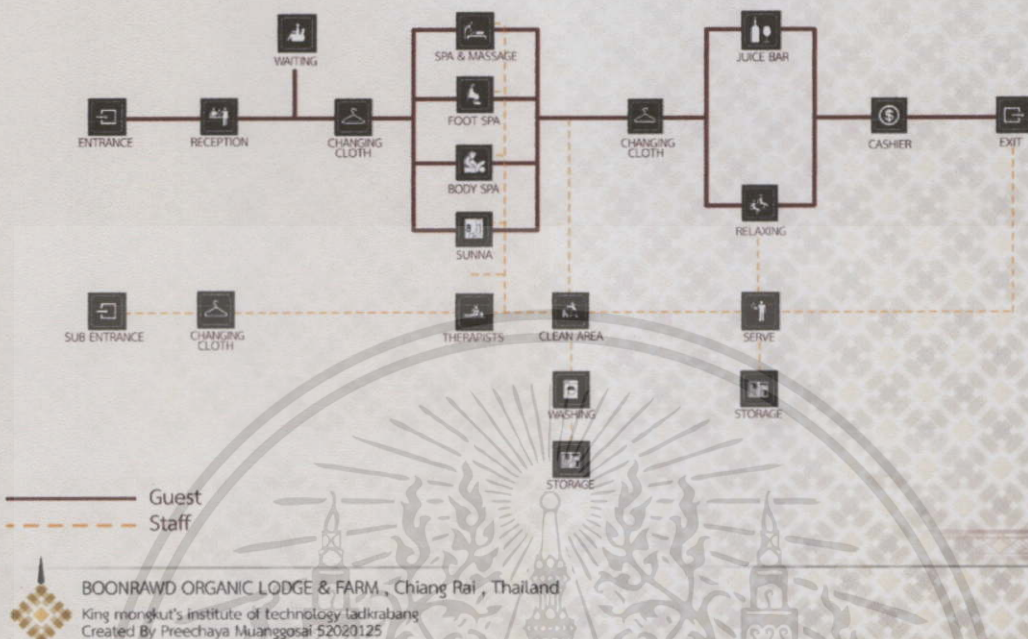 WAITING
SPA & MASSAGE
JUICE BAR
ENTRANCE
RECEPTION
CHANGING
CLOTH
FOOT SPA
CHANGING
CLOTH
CASHIER
EXIT
BODY SPA
SUNNA
RELAXING
SUB ENTRANCE
CHANGING
CLOTH
THERAPISTS
CLEAN AREA
SERVE
WASHING
STORAGE
STORAGE
Guest
Staff
BOONRAWD ORGANIC LODGE & FARM , Chiang Rai , Thailand
King mongkut's institute of technology ladkrabang
Created By Preechaya Muanggosai 52020125